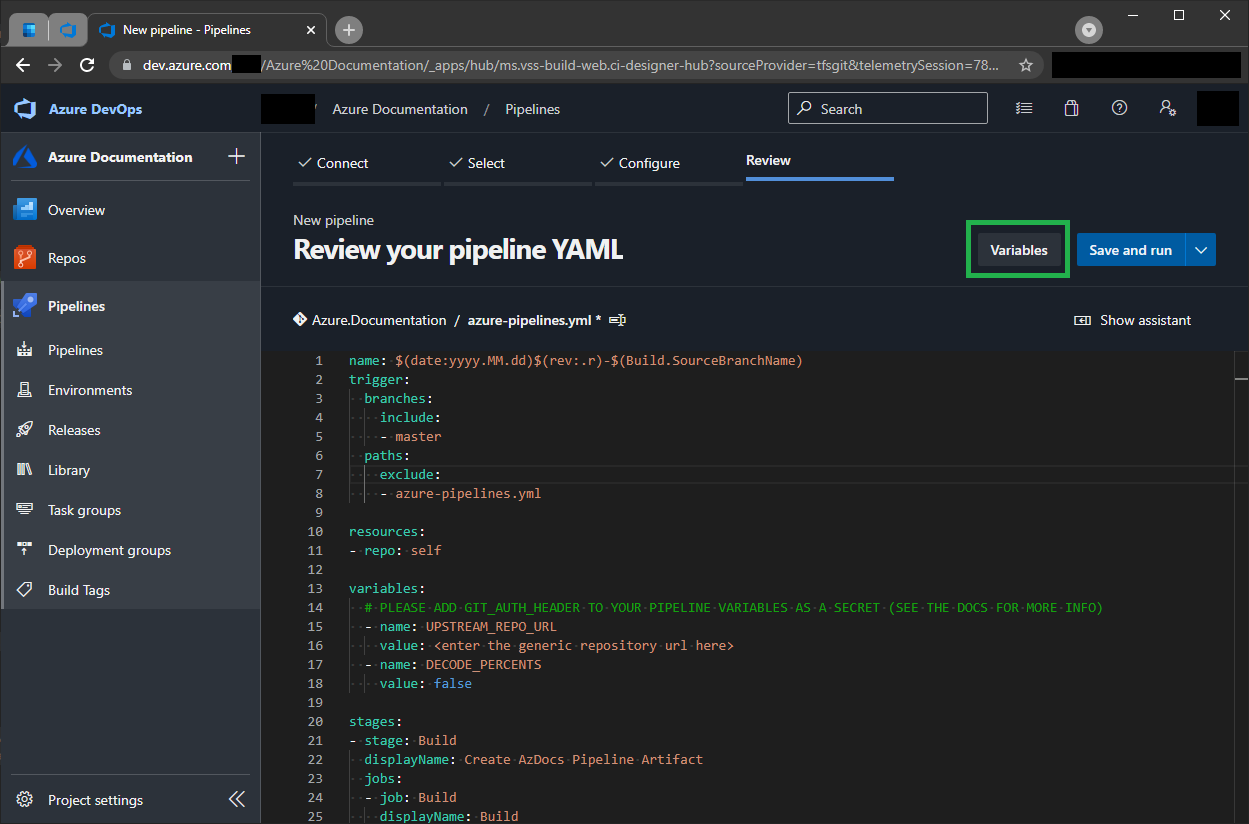 New pipeline - Pipelines
dev.azure.com
/Azure%20Documentation/_apps/hub/ms.vss-build-web.ci-designer-hub?sourceProvider=tfsgit&telemetrySession=78...
Azure DevOps
/ Azure Documentation / Pipelines
Search
Azure Documentation
Overview
Repos
Pipelines
Pipelines
Environments
Releases
Library
Task groups
Deployment groups
Build Tags
Project settings
Connect
Select
Configure
Review
New pipeline
Review your pipeline YAML
Variables
Save and run
Azure.Documentation / azure-pipelines.yml *
Show assistant
1 name: $(date:yyyy.MM.dd)$(rev:.r)-$(Build.SourceBranchName)
2 trigger:
3 branches:
4 include:
5 - master
6 paths:
7 exclude:
8 - azure-pipelines.yml
9
10 resources:
11 - repo: self
12
13 variables:
14 # PLEASE ADD GIT_AUTH_HEADER TO YOUR PIPELINE VARIABLES AS A SECRET (SEE THE DOCS FOR MORE INFO)
15 - name: UPSTREAM_REPO_URL
16 value: <enter the generic repository url here>
17 - name: DECODE_PERCENTS
18 value: false
19
20 stages:
21 - stage: Build
22 displayName: Create AzDocs Pipeline Artifact
23 jobs:
24 - job: Build
25 displayName: Build